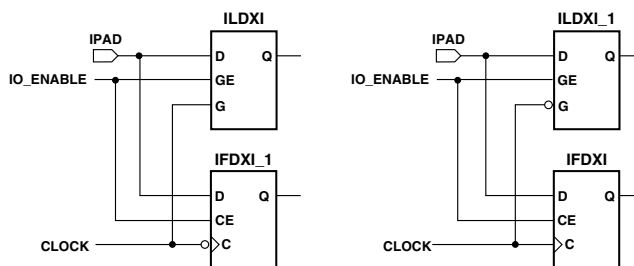 ILDXI
IPAD
D
Q
IO_ENABLE
GE
G
IFDXI_1
D
Q
CE
CLOCK
C
ILDXI_1
IPAD
D
Q
IO_ENABLE
GE
G
IFDXI
D
Q
CE
CLOCK
C